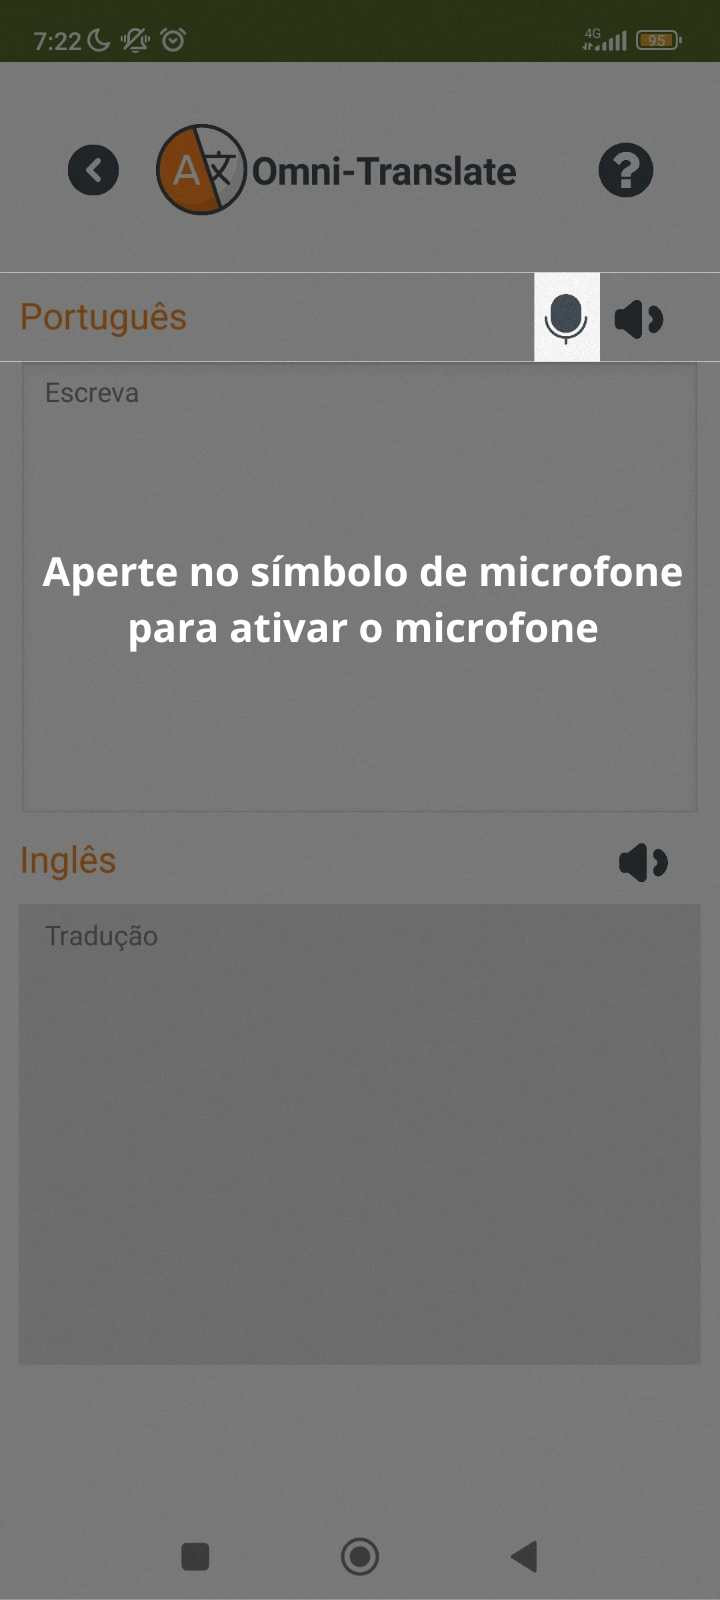 7:22
4G
95
A文 Omni-Translate
?
Português
Escreva
Aperte no símbolo de microfone
para ativar o microfone
Inglês
Tradução